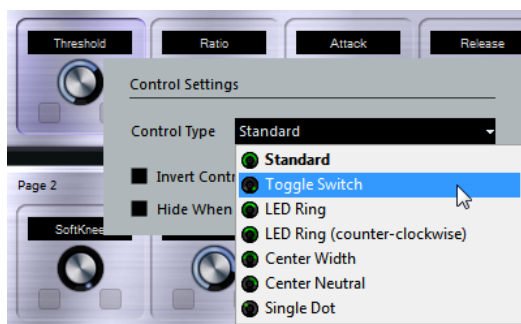 Threshold Ratio Attack Release
Control Settings
Control Type Standard
Standard
Invert Contr
Toggle Switch
Page 2
Hide When
LED Ring
SoftKnee
LED Ring (counter-clockwise)
Center Width
Center Neutral
Single Dot